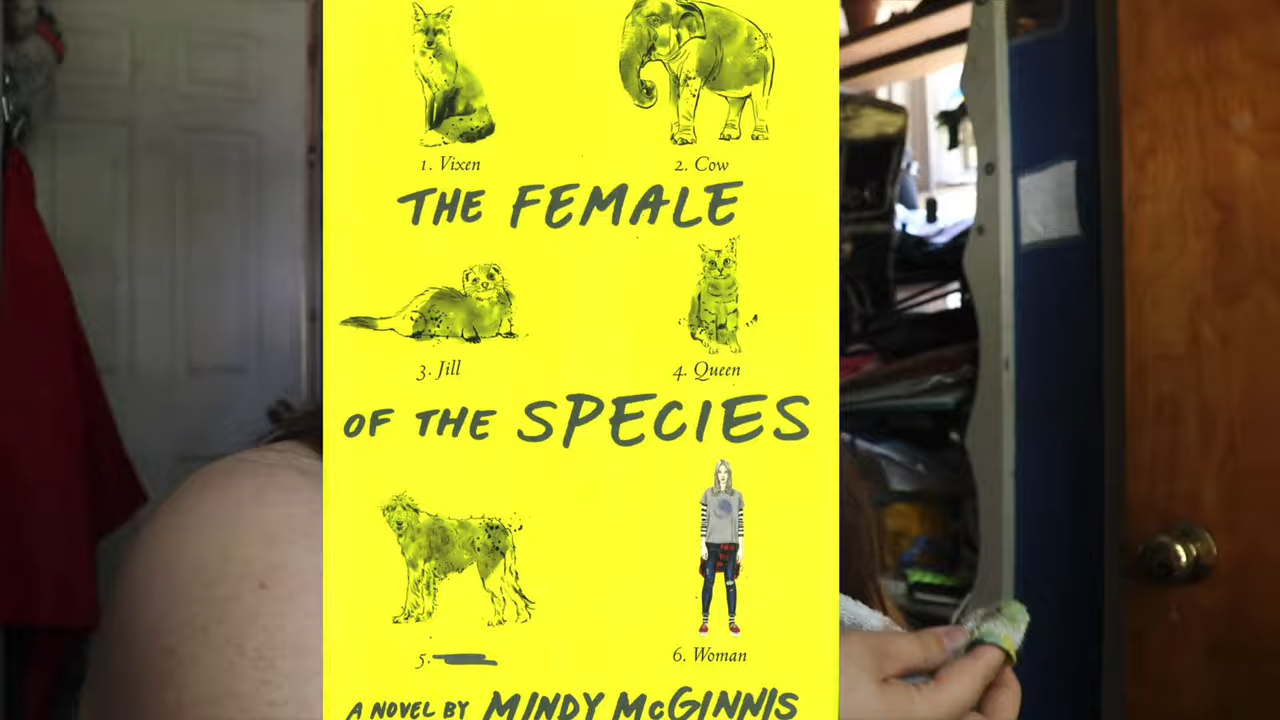 1. Vixen
2. Cow
THE FEMALE
3. Jill
4. Queen
OF THE SPECIES
5.
6. Woman
A NOVEL BY MINDY McGINNIS